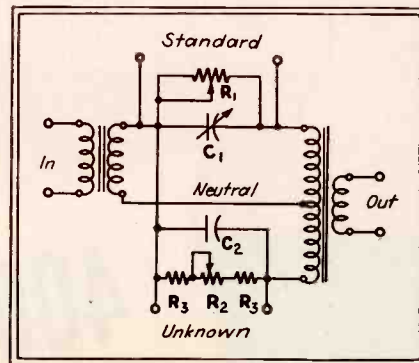 Standard
R1
C1
In
Neutral
Out
C2
R3 R2 R3
Unknown